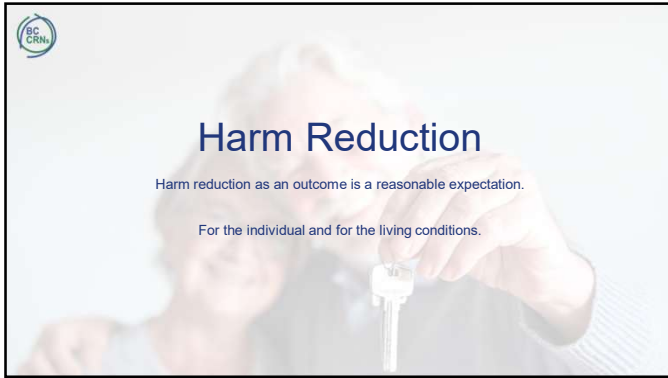 BC
CRNs
Harm Reduction
Harm reduction as an outcome is a reasonable expectation.
For the individual and for the living conditions.